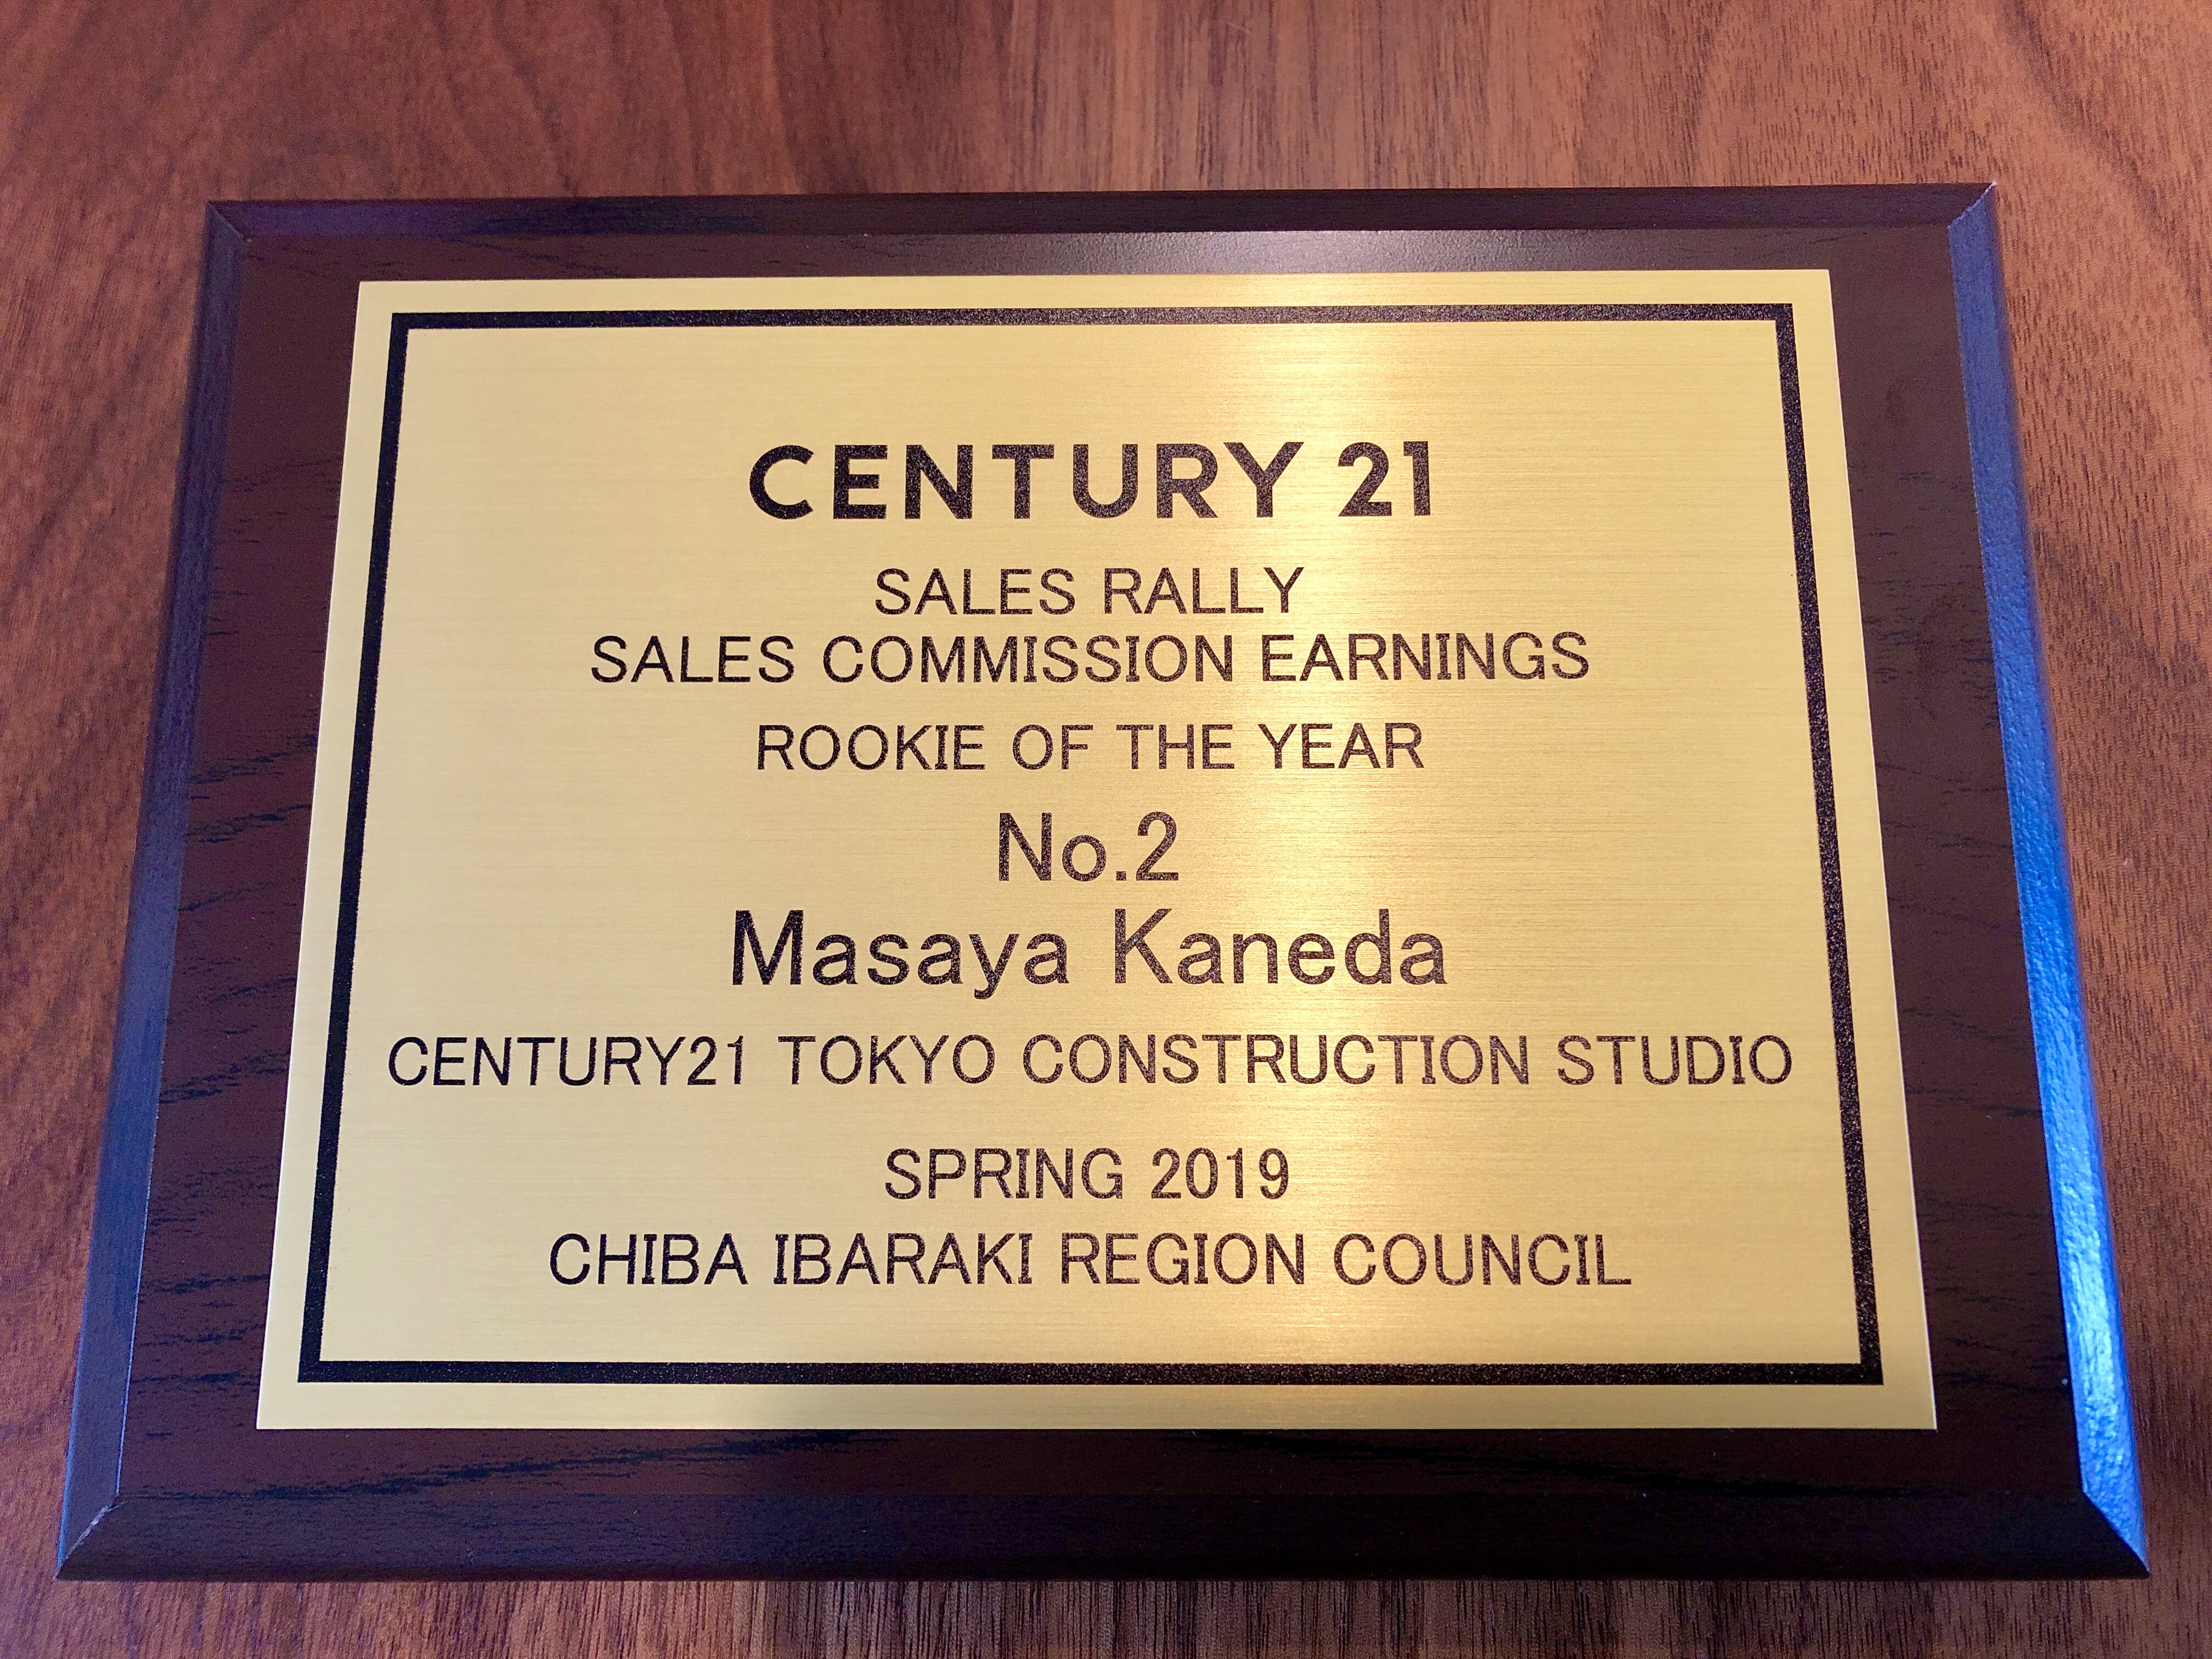 CENTURY 21
SALES RALLY
SALES COMMISSION EARNINGS
ROOKIE OF THE YEAR
No.2
Masaya Kaneda
CENTURY21 TOKYO CONSTRUCTION STUDIO
SPRING 2019
CHIBA IBARAKI REGION COUNCIL